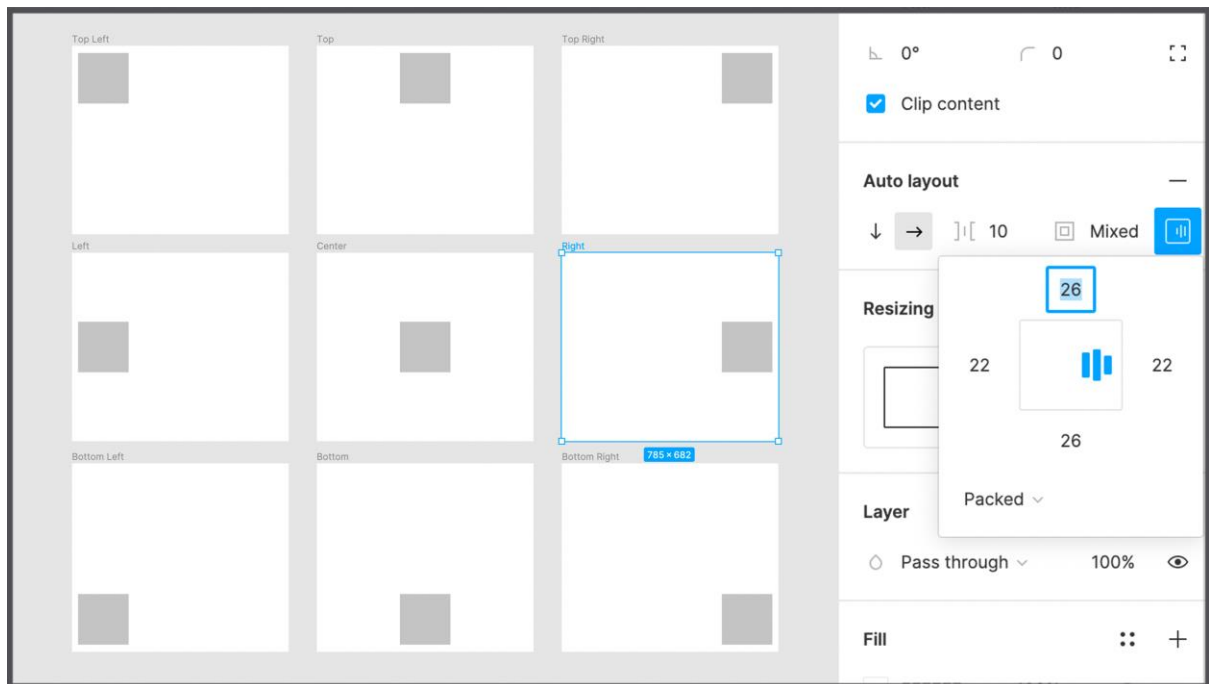 Top Left
Top
Top Right
Left
Center
Right
Bottom Left
Bottom
Bottom Right
785 × 682
0°
0
Clip content
Auto layout
10
Mixed
26
Resizing
22
22
26
Packed
Layer
Pass through
100%
Fill